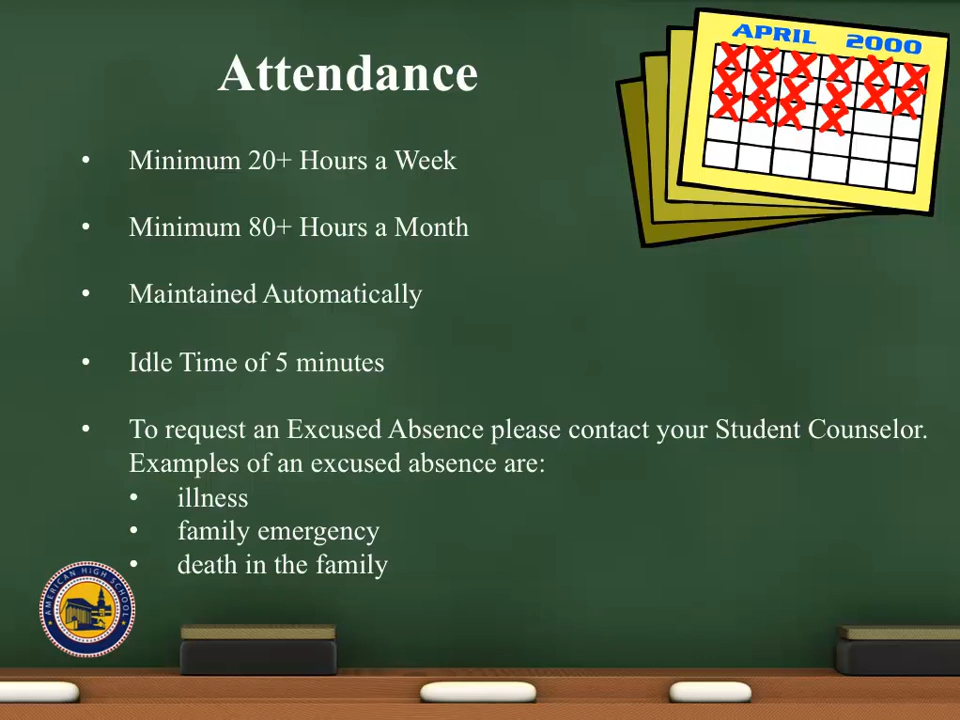 APRIL 2000
Attendance
• Minimum 20+ Hours a Week
• Minimum 80+ Hours a Month
• Maintained Automatically
• Idle Time of 5 minutes
• To request an Excused Absence please contact your Student Counselor.
Examples of an excused absence are:
• illness
• family emergency
• death in the family
AMERICAN HIGH SCHOOL